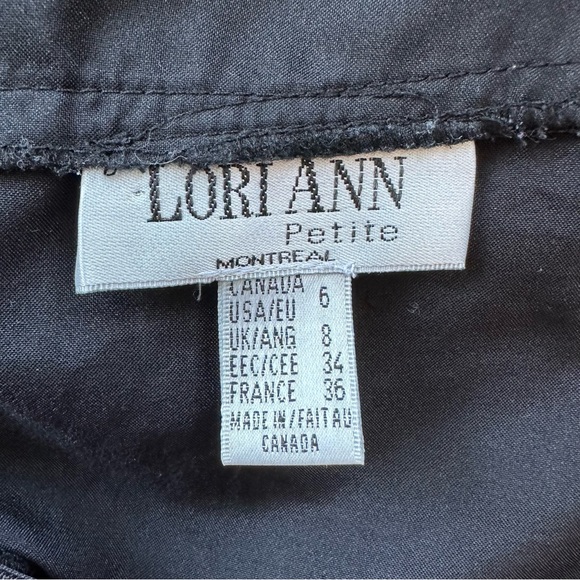 LORI ANN
Petite
MONTREAL
CANADA
USA/EU 6
UK/ANG 8
EEC/CEE 34
FRANCE 36
MADE IN/FAIT AU
CANADA